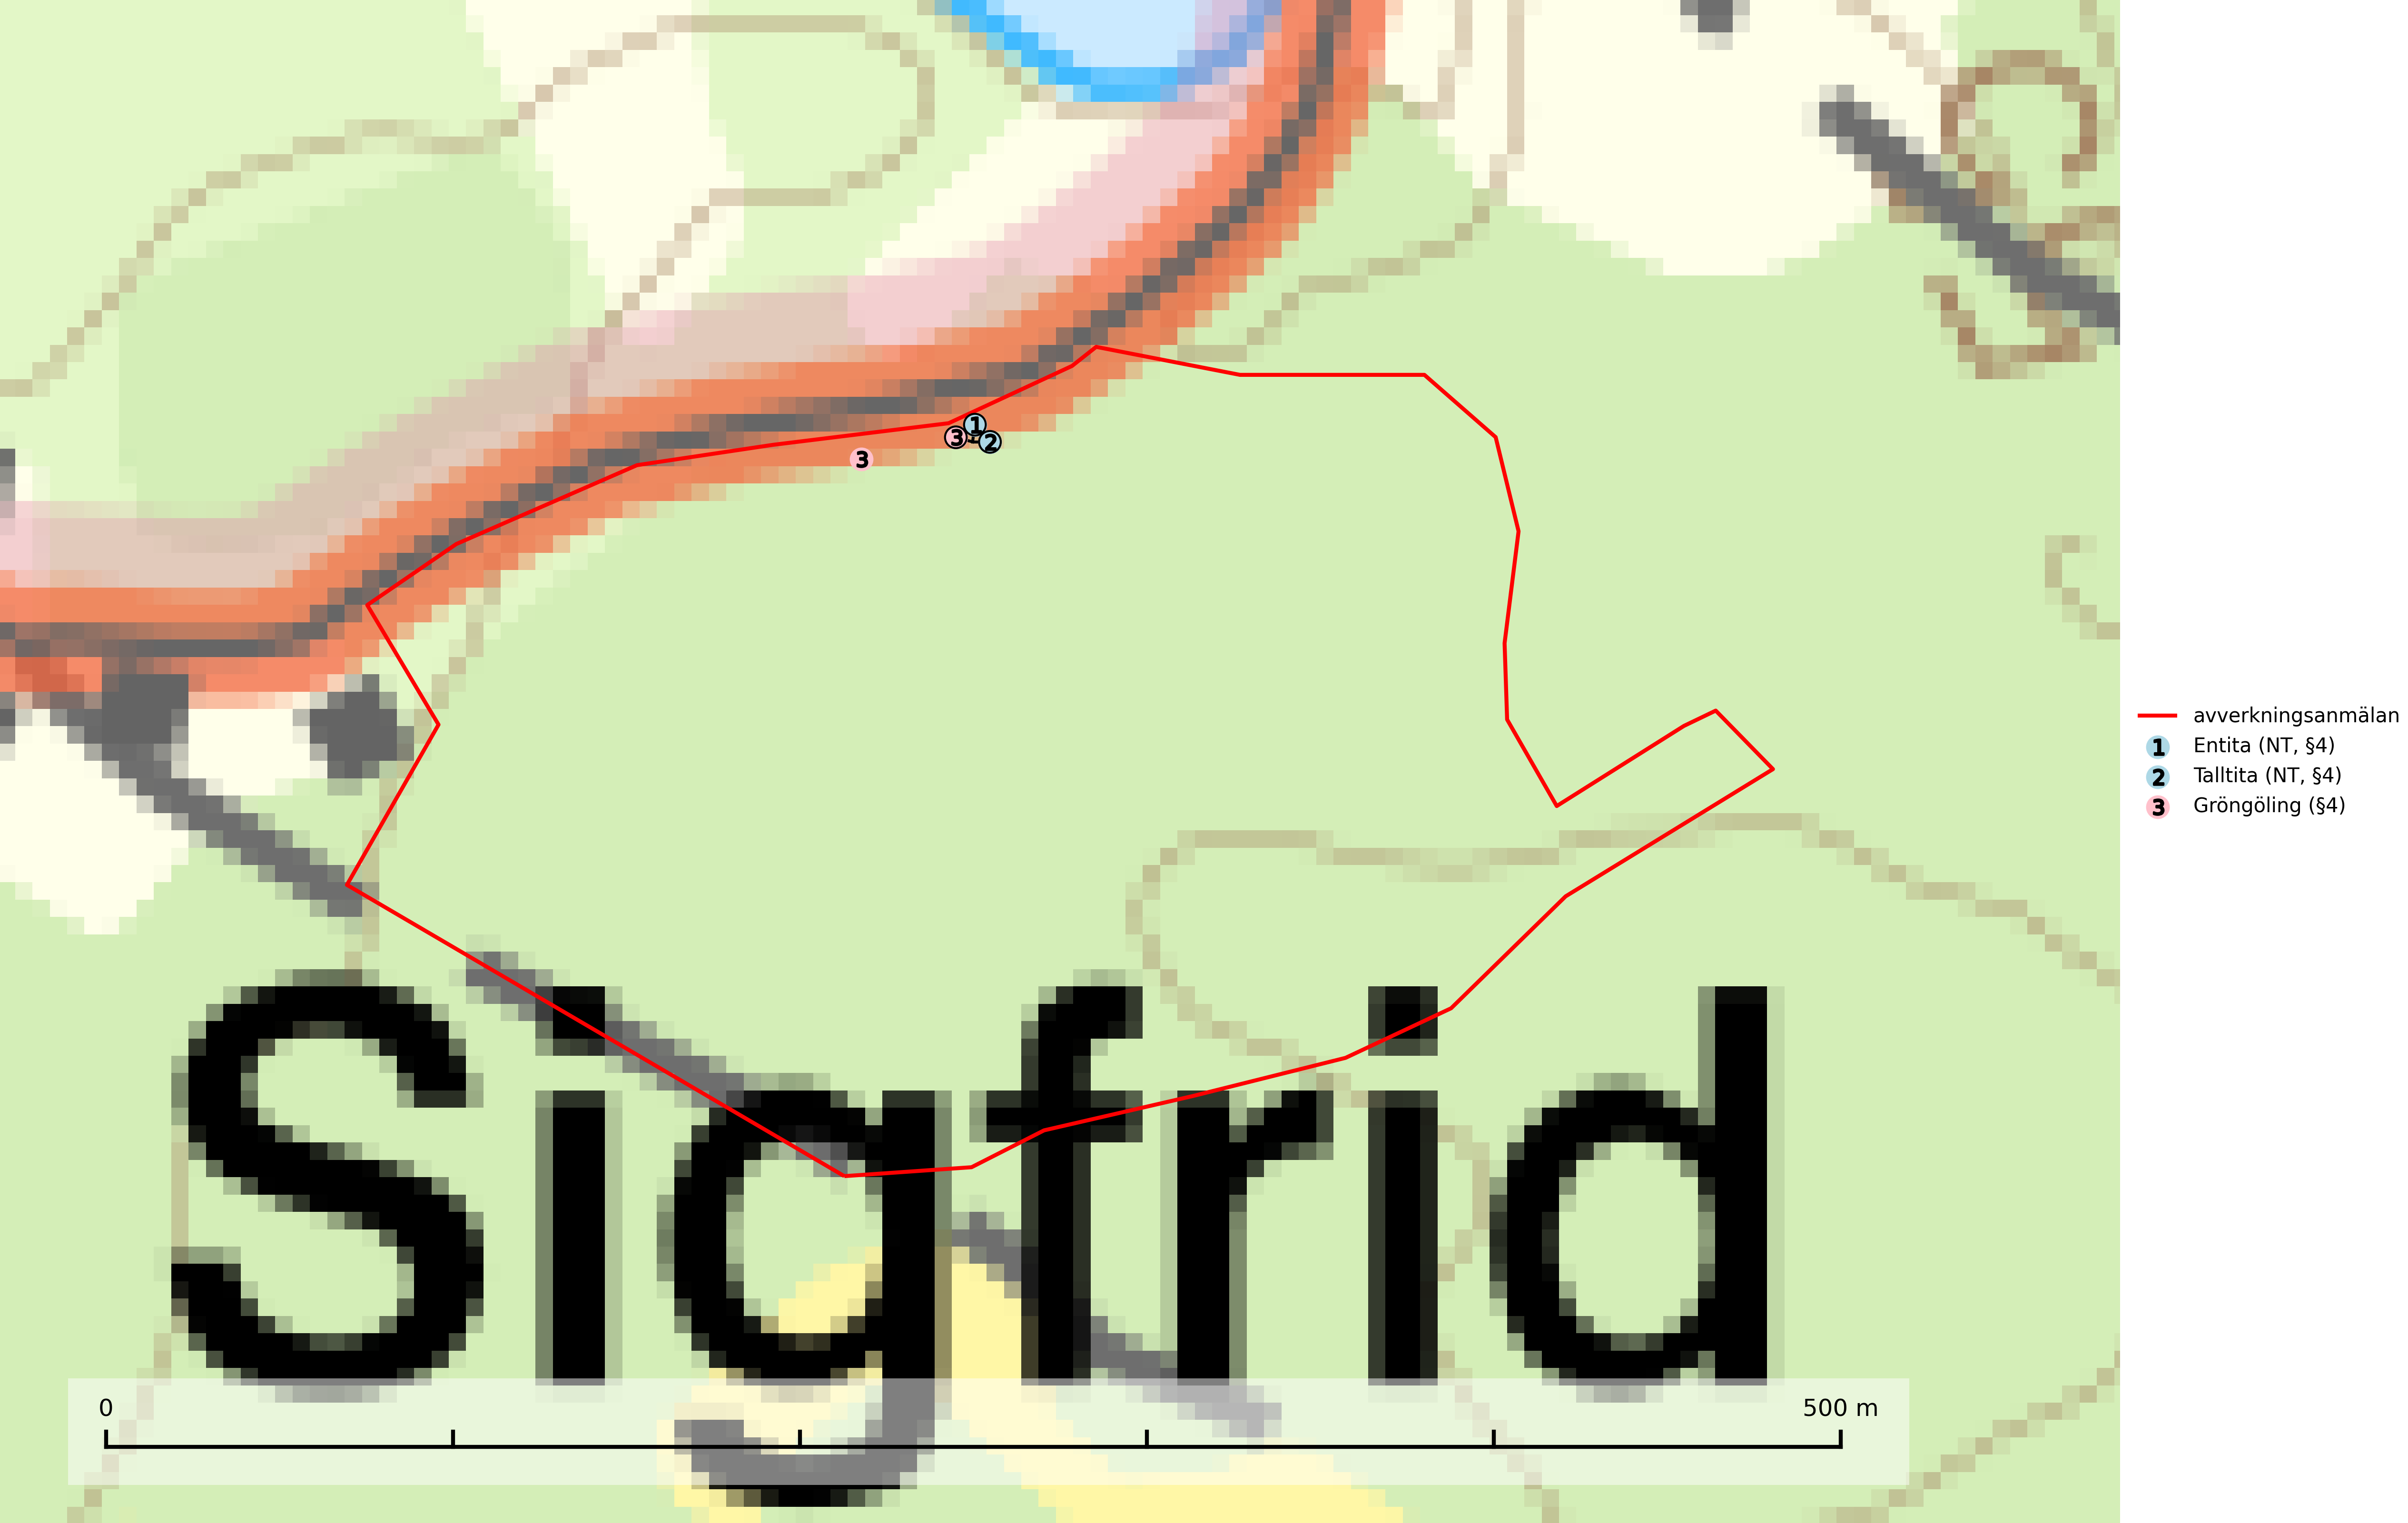 1
3
2
3
avverkningsanmälan
1 Entita (NT, §4)
2 Talltita (NT, §4)
3 Gröngöling (§4)
Sigfrid
0 500 m